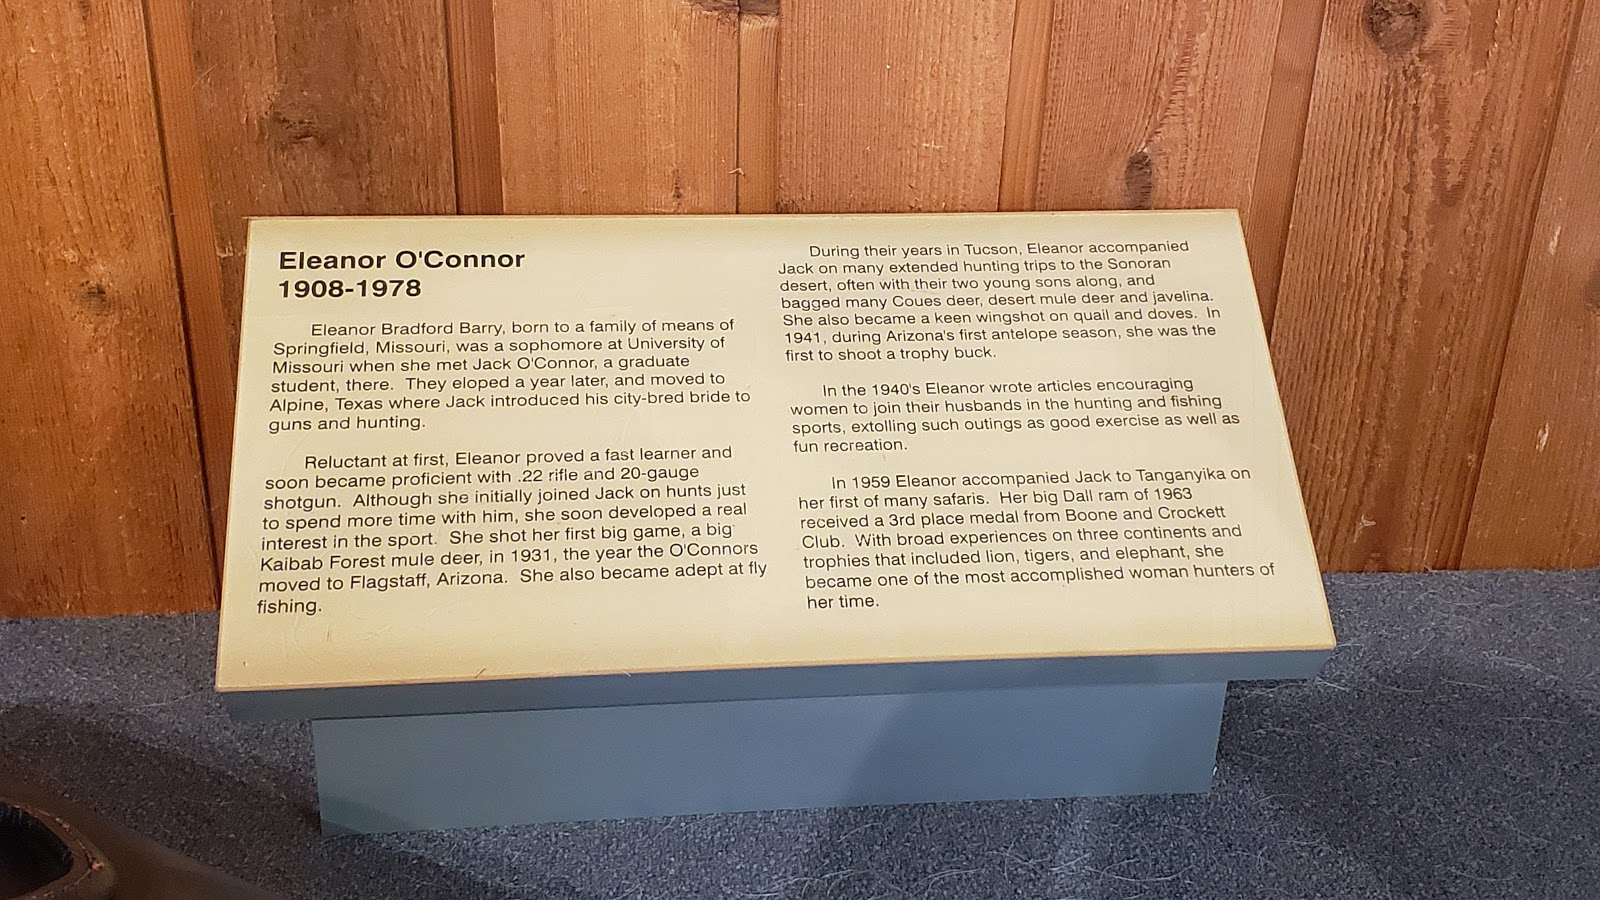 Eleanor O'Connor
1908-1978
Eleanor Bradford Barry, born to a family of means of
Springfield, Missouri, was a sophomore at University of
Missouri when she met Jack O'Connor, a graduate
student, there.  They eloped a year later, and moved to
Alpine, Texas where Jack introduced his city-bred bride to
guns and hunting.
Reluctant at first, Eleanor proved a fast learner and
soon became proficient with .22 rifle and 20-gauge
shotgun.  Although she initially joined Jack on hunts just
to spend more time with him, she soon developed a real
interest in the sport.  She shot her first big game, a big
Kaibab Forest mule deer, in 1931, the year the O'Connors
moved to Flagstaff, Arizona.  She also became adept at fly
fishing.
During their years in Tucson, Eleanor accompanied
Jack on many extended hunting trips to the Sonoran
desert, often with their two young sons along, and
bagged many Coues deer, desert mule deer and javelina.
She also became a keen wingshot on quail and doves.  In
1941, during Arizona's first antelope season, she was the
first to shoot a trophy buck.
In the 1940's Eleanor wrote articles encouraging
women to join their husbands in the hunting and fishing
sports, extolling such outings as good exercise as well as
fun recreation.
In 1959 Eleanor accompanied Jack to Tanganyika on
her first of many safaris.  Her big Dall ram of 1963
received a 3rd place medal from Boone and Crockett
Club.  With broad experiences on three continents and
trophies that included lion, tigers, and elephant, she
became one of the most accomplished woman hunters of
her time.